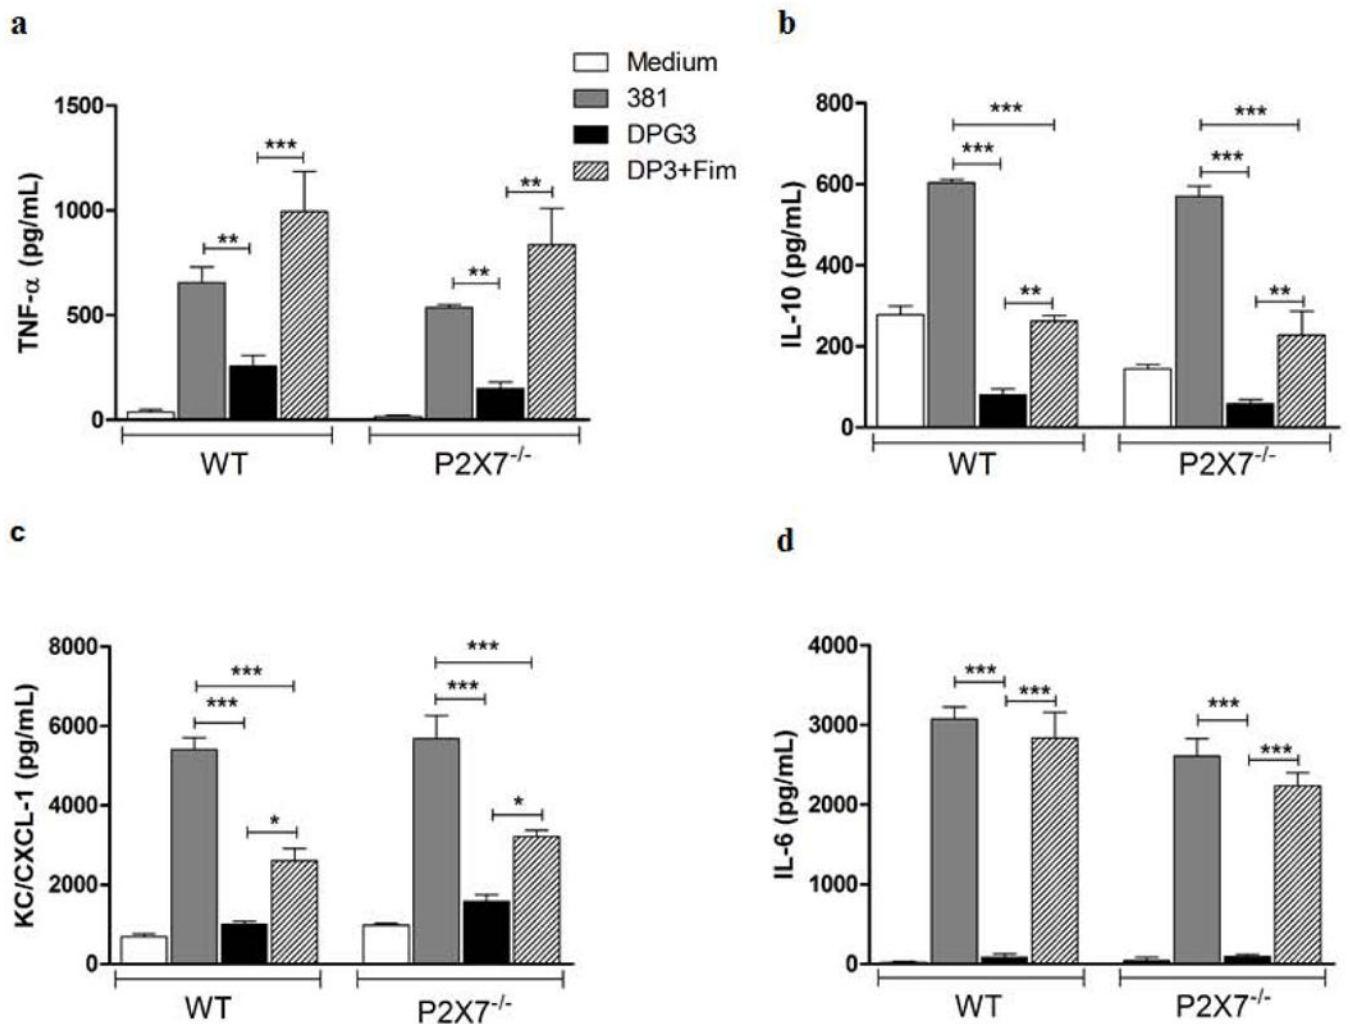 a
Medium
381
DPG3
DP3+Fim
TNF-α (pg/mL)
1500
1000
500
0
**
***
**
**
WT
P2X7-/-
b
IL-10 (pg/mL)
800
600
400
200
0
***
***
**
***
***
**
WT
P2X7-/-
c
KC/CXCL-1 (pg/mL)
8000
6000
4000
2000
0
***
***
*
***
***
*
WT
P2X7-/-
d
IL-6 (pg/mL)
4000
3000
2000
1000
0
***
***
***
***
WT
P2X7-/-